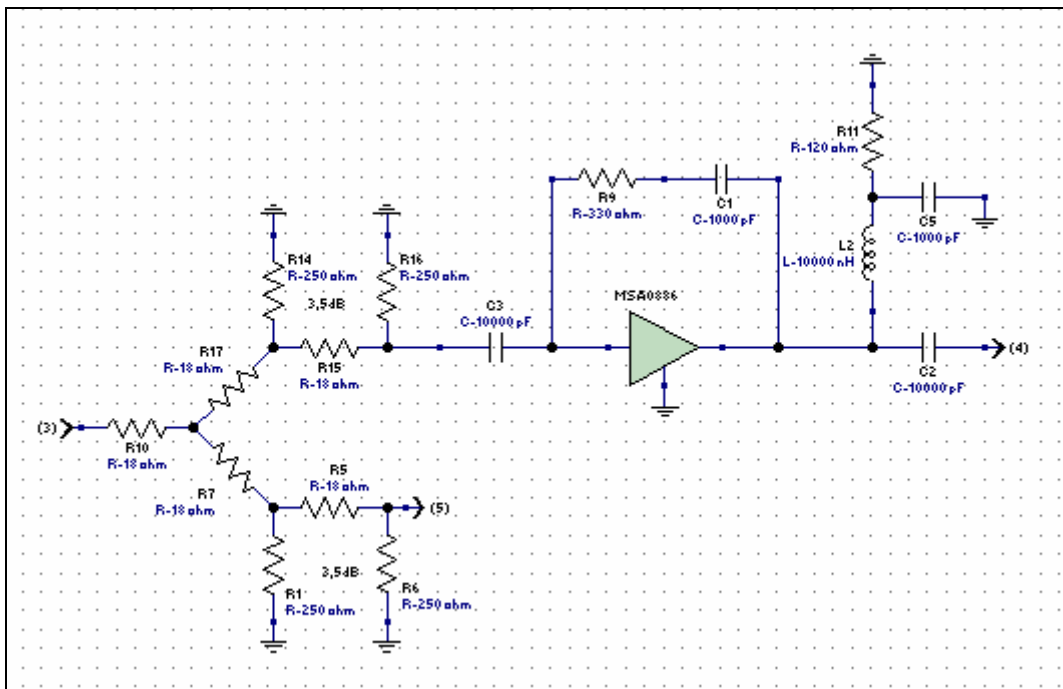 R11
R-120 ohm
R9
R-330 ohm
C1
C-1000 pF
C5
C-1000 pF
L2
L-10000 nH
R14
R-250 ohm
R16
R-250 ohm
3,5dB
MSA0886
C3
C-10000 pF
R17
R-18 ohm
R15
R-18 ohm
C2
C-10000 pF
(4)
(3)
R10
R-18 ohm
R7
R-18 ohm
R5
R-18 ohm
(5)
3,5dB
R1
R-250 ohm
R6
R-250 ohm